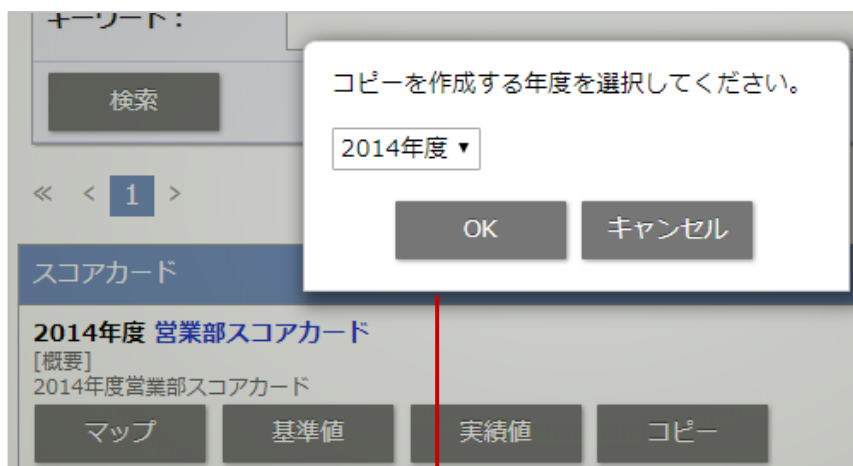 キーワード：
コピーを作成する年度を選択してください。
検索
2014年度 ▼
« < 1 >
OK キャンセル
スコアカード
2014年度 営業部スコアカード
[概要]
2014年度営業部スコアカード
マップ 基準値 実績値 コピー